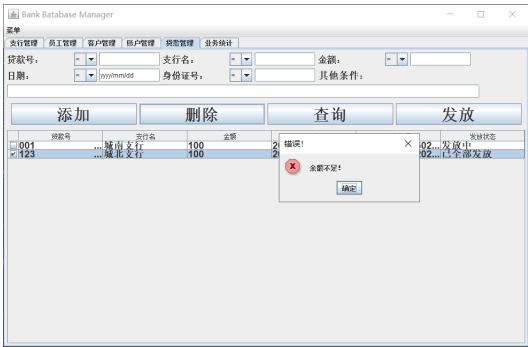 Bank Batabase Manager
菜单
支行管理 员工管理 客户管理 账户管理 贷款管理 业务统计
贷款号： = 支行名： = 金额： =
日期： = yyyy/mm/dd 身份证号： = 其他条件：
添加 删除 查询 发放
贷款号 支行名 金额 发放状态
001 ... 城南支行 100 2 -02... 发放中
123 ... 城北支行 100 20 202... 已全部发放
错误!
余额不足!
确定